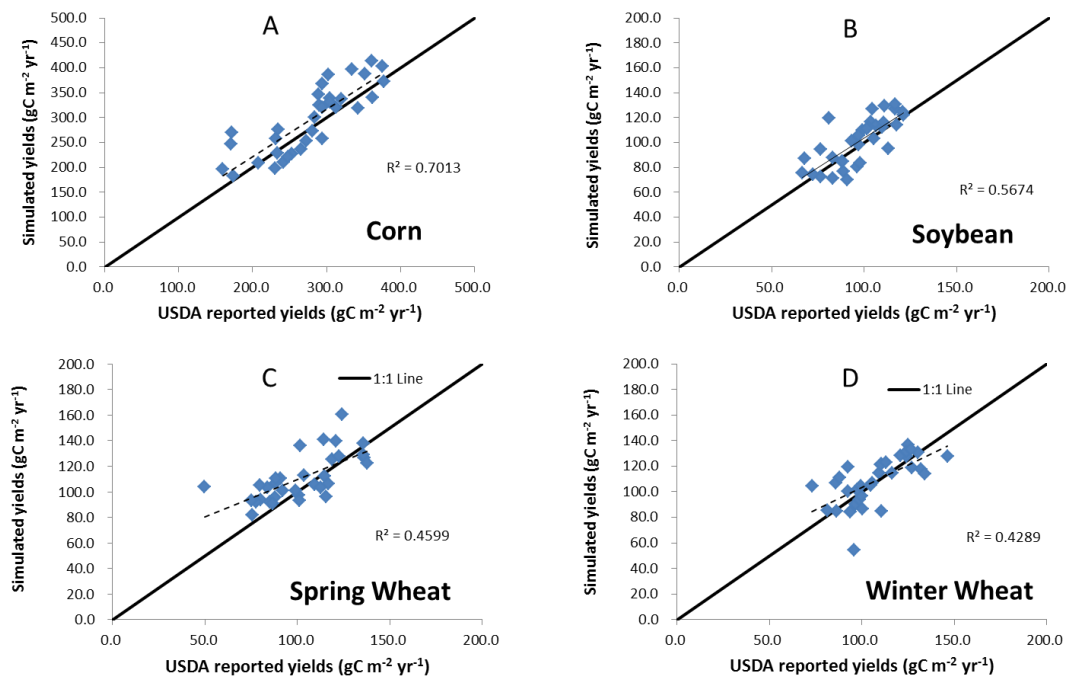 A
Simulated yields (gC m⁻² yr⁻¹)
500.0
450.0
400.0
350.0
300.0
250.0
200.0
150.0
100.0
50.0
0.0
R² = 0.7013
Corn
0.0 100.0 200.0 300.0 400.0 500.0
USDA reported yields (gC m⁻² yr⁻¹)
B
Simulated yields (gC m⁻² yr⁻¹)
200.0
180.0
160.0
140.0
120.0
100.0
80.0
60.0
40.0
20.0
0.0
R² = 0.5674
Soybean
0.0 50.0 100.0 150.0 200.0
USDA reported yields (gC m⁻² yr⁻¹)
C
1:1 Line
Simulated yields (gC m⁻² yr⁻¹)
200.0
180.0
160.0
140.0
120.0
100.0
80.0
60.0
40.0
20.0
0.0
R² = 0.4599
Spring Wheat
0.0 50.0 100.0 150.0 200.0
USDA reported yields (gC m⁻² yr⁻¹)
D
1:1 Line
Simulated yields (gC m⁻² yr⁻¹)
200.0
180.0
160.0
140.0
120.0
100.0
80.0
60.0
40.0
20.0
0.0
R² = 0.4289
Winter Wheat
0.0 50.0 100.0 150.0 200.0
USDA reported yields (gC m⁻² yr⁻¹)